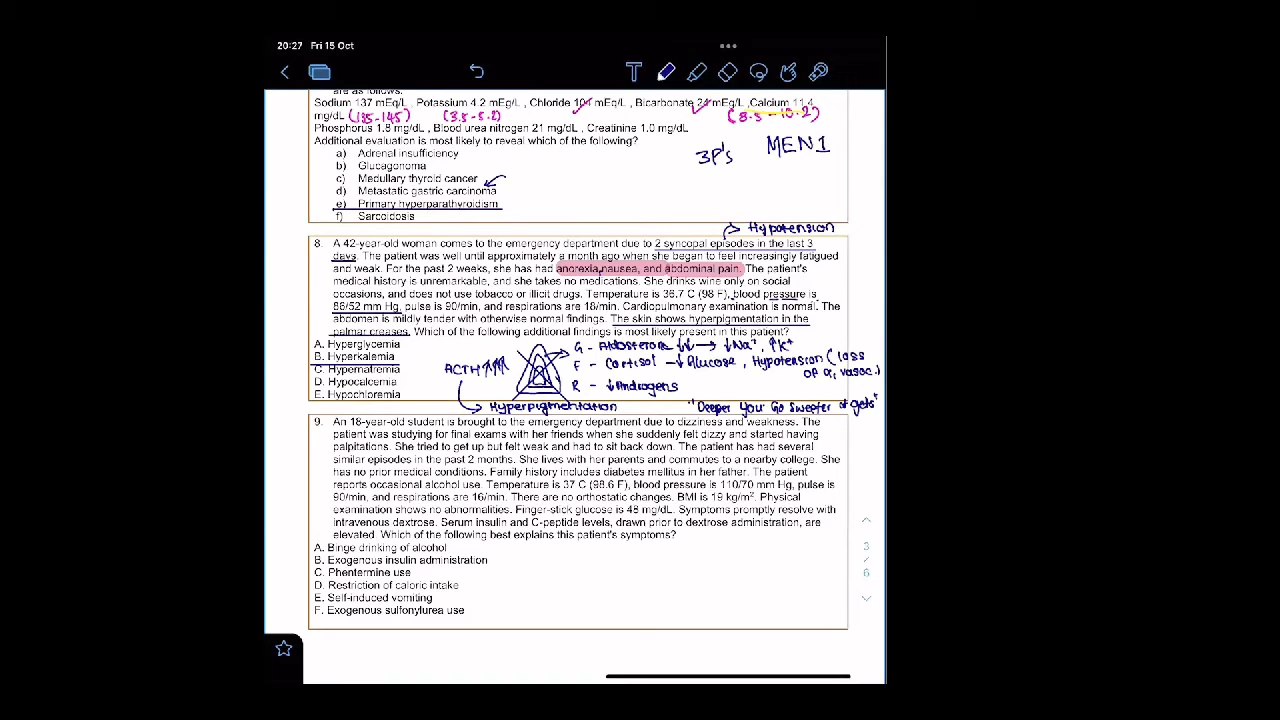 20:27 Fri 15 Oct
are as follows:
Sodium 137 mEq/L , Potassium 4.2 mEq/L , Chloride 101 mEq/L , Bicarbonate 24 mEq/L ,Calcium 11.4
mg/dL (135-145) (3.5-5.2) (8.5-10.2)
Phosphorus 1.8 mg/dL , Blood urea nitrogen 21 mg/dL , Creatinine 1.0 mg/dL
Additional evaluation is most likely to reveal which of the following?
3P's MEN1
a) Adrenal insufficiency
b) Glucagonoma
c) Medullary thyroid cancer
d) Metastatic gastric carcinoma
e) Primary hyperparathyroidism
f) Sarcoidosis
Hypotension
8. A 42-year-old woman comes to the emergency department due to 2 syncopal episodes in the last 3
days. The patient was well until approximately a month ago when she began to feel increasingly fatigued
and weak. For the past 2 weeks, she has had anorexia,nausea, and abdominal pain. The patient's
medical history is unremarkable, and she takes no medications. She drinks wine only on social
occasions, and does not use tobacco or illicit drugs. Temperature is 36.7 C (98 F), blood pressure is
86/52 mm Hg, pulse is 90/min, and respirations are 18/min. Cardiopulmonary examination is normal. The
abdomen is mildly tender with otherwise normal findings. The skin shows hyperpigmentation in the
palmar creases. Which of the following additional findings is most likely present in this patient?
A. Hyperglycemia
B. Hyperkalemia
C. Hypernatremia
D. Hypocalcemia
E. Hypochloremia
G - Aldosterone ↓↓ → ↓Na⁺, ↑K⁺
F - Cortisol → ↓Glucose, Hypotension (loss
of α₁ vasoc.)
R - ↓Androgens
ACTH ↑↑↑
Hyperpigmentation "Deeper you Go Sweeter it gets"
9. An 18-year-old student is brought to the emergency department due to dizziness and weakness. The
patient was studying for final exams with her friends when she suddenly felt dizzy and started having
palpitations. She tried to get up but felt weak and had to sit back down. The patient has had several
similar episodes in the past 2 months. She lives with her parents and commutes to a nearby college. She
has no prior medical conditions. Family history includes diabetes mellitus in her father. The patient
reports occasional alcohol use. Temperature is 37 C (98.6 F), blood pressure is 110/70 mm Hg, pulse is
90/min, and respirations are 16/min. There are no orthostatic changes. BMI is 19 kg/m². Physical
examination shows no abnormalities. Finger-stick glucose is 48 mg/dL. Symptoms promptly resolve with
intravenous dextrose. Serum insulin and C-peptide levels, drawn prior to dextrose administration, are
elevated. Which of the following best explains this patient's symptoms?
A. Binge drinking of alcohol
B. Exogenous insulin administration
C. Phentermine use
D. Restriction of caloric intake
E. Self-induced vomiting
F. Exogenous sulfonylurea use
3
/
6